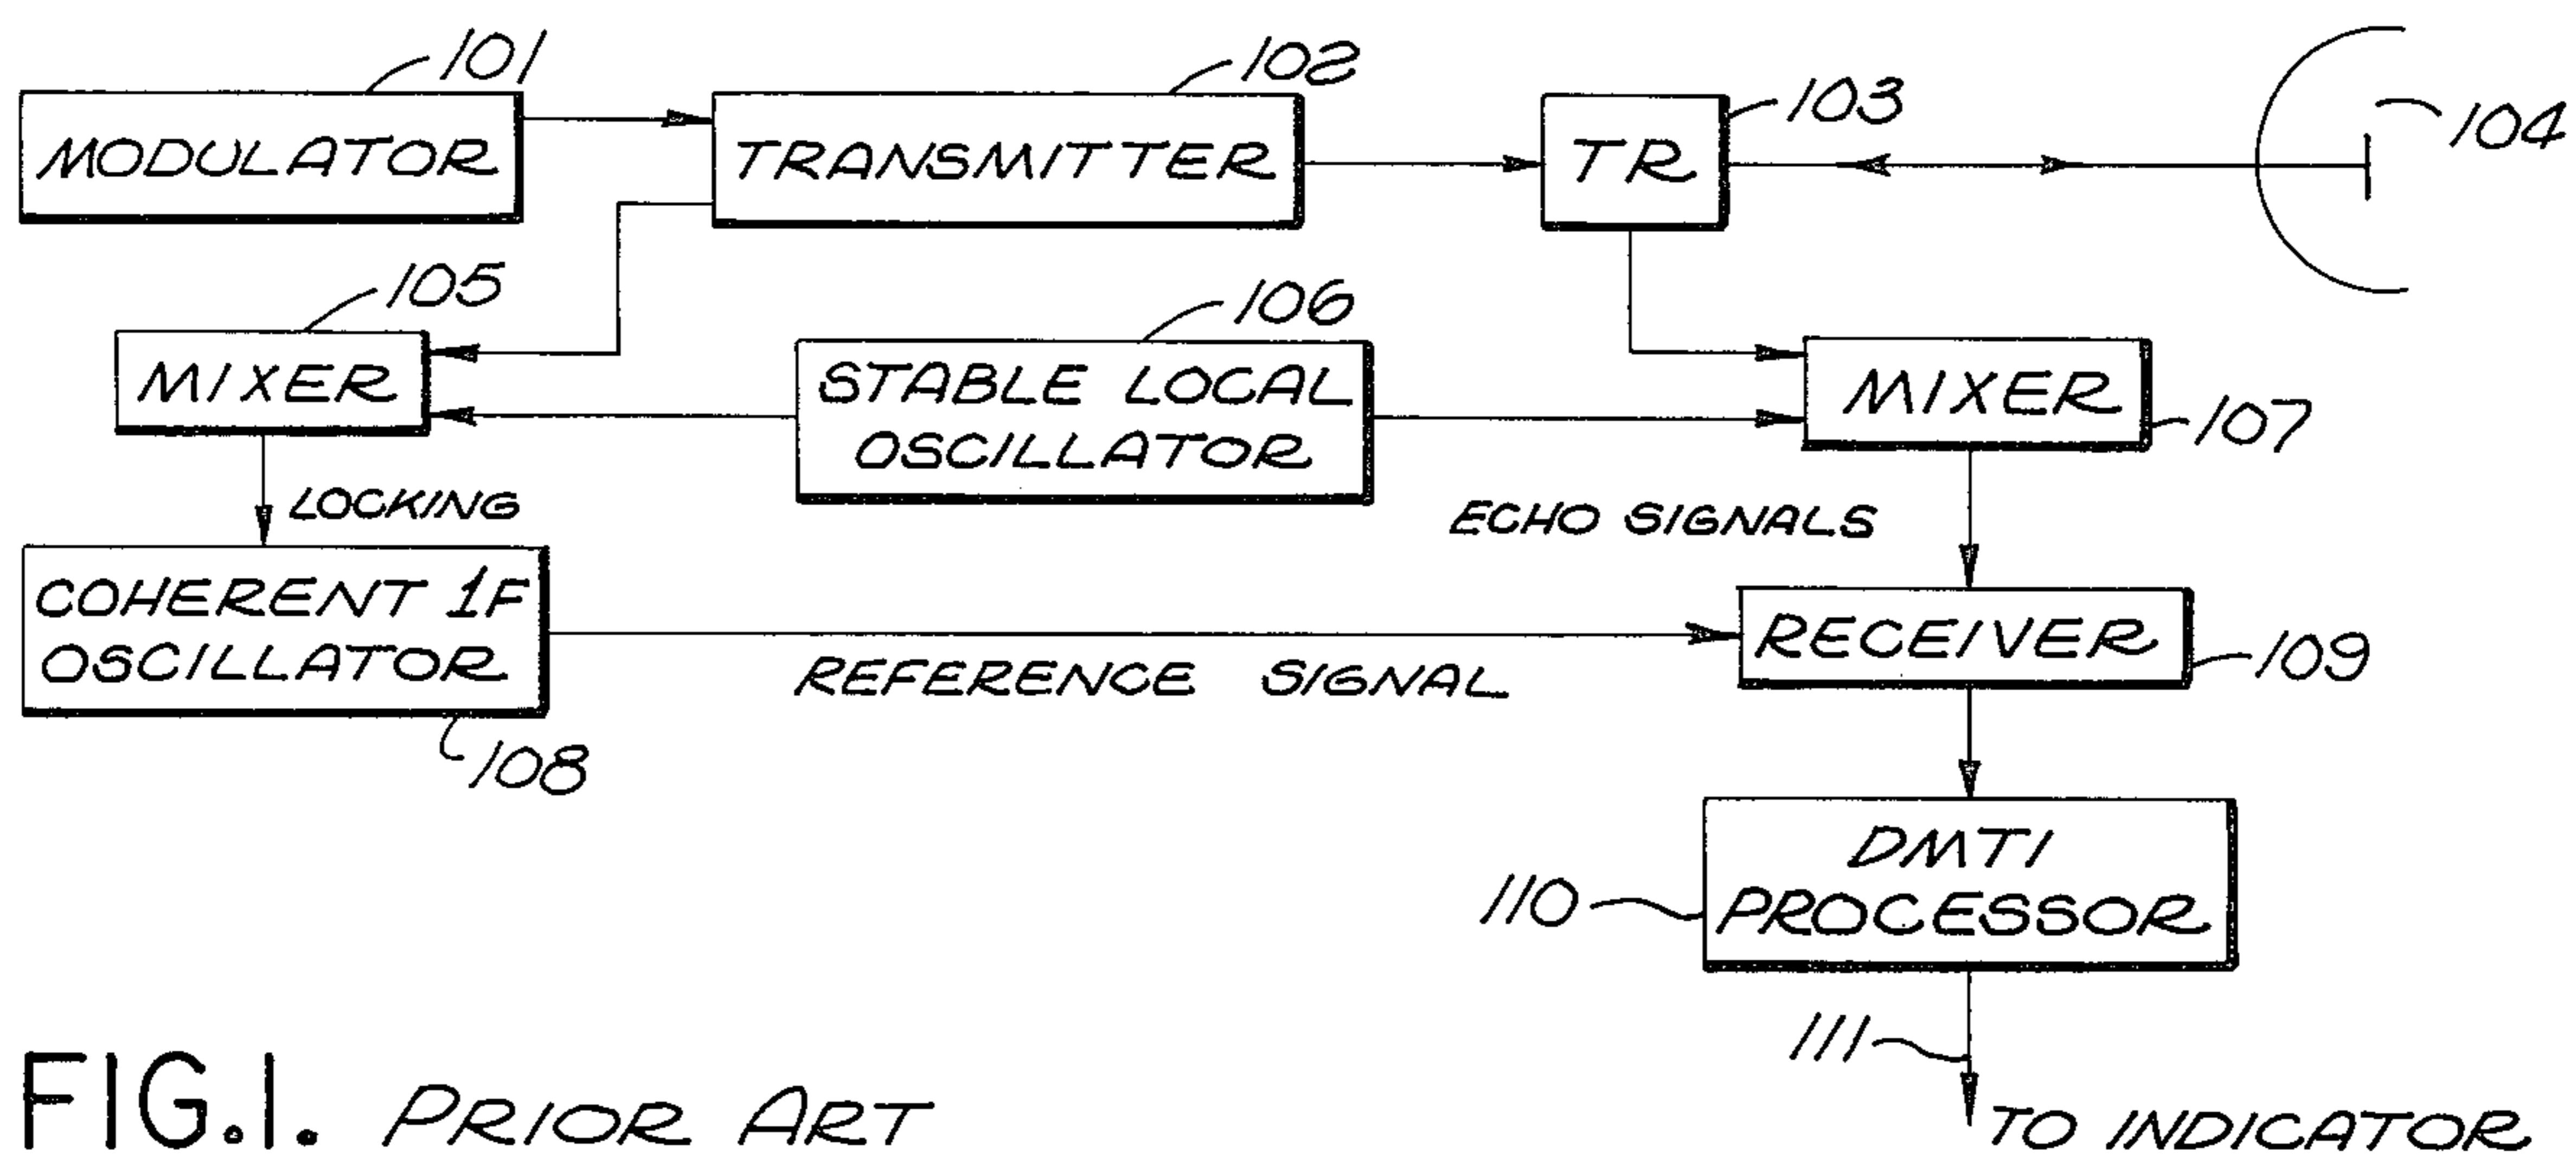 101
MODULATOR
102
TRANSMITTER
103
TR
104
105
MIXER
106
STABLE LOCAL
OSCILLATOR
MIXER
107
LOCKING
ECHO SIGNALS
COHERENT 1F
OSCILLATOR
108
REFERENCE SIGNAL
RECEIVER
109
DMTI
PROCESSOR
110
111
TO INDICATOR
FIG.1. PRIOR ART